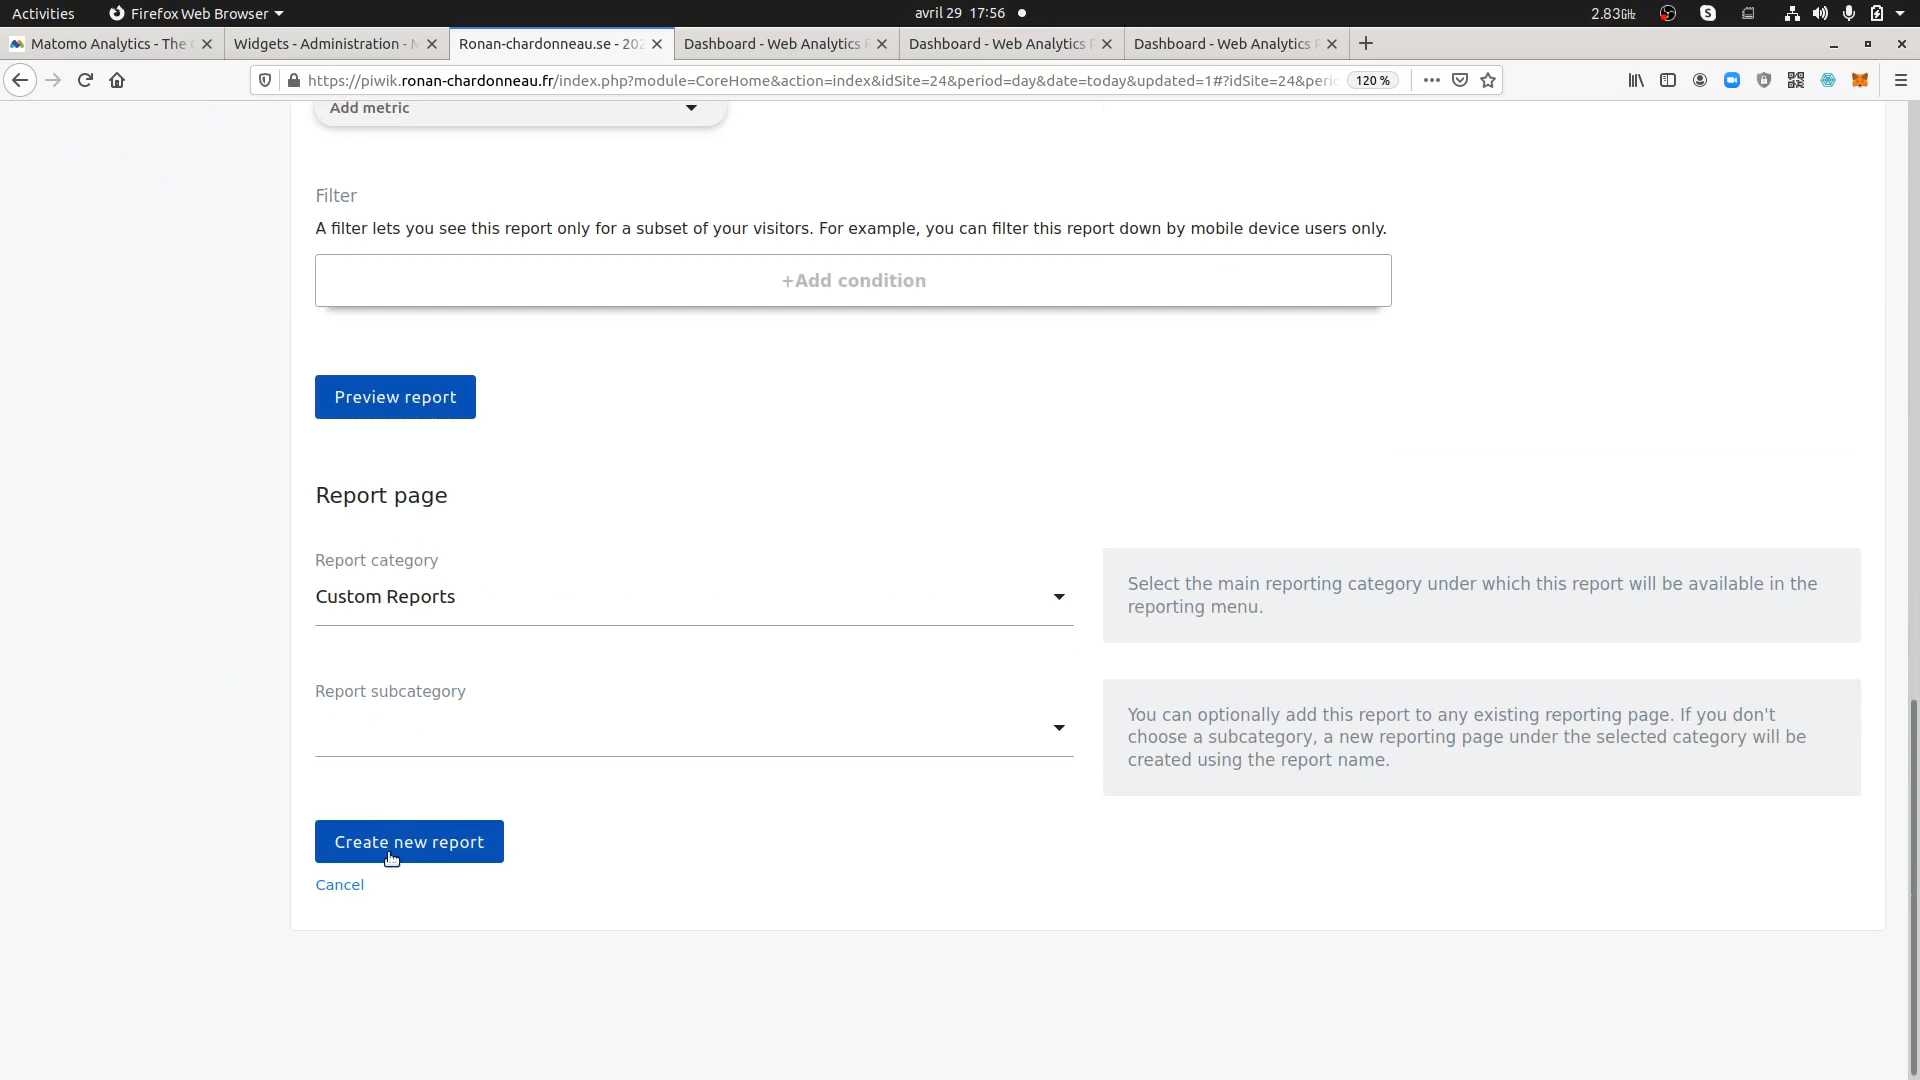 Activities
Firefox Web Browser
avril 29 17:56
2.83GHz
Matomo Analytics - The
Widgets - Administration -
Ronan-chardonneau.se - 202
Dashboard - Web Analytics
Dashboard - Web Analytics
Dashboard - Web Analytics
https://piwik.ronan-chardonneau.fr/index.php?module=CoreHome&action=index&idSite=24&period=day&date=today&updated=1#?idSite=24&peri
120 %
Add metric
Filter
A filter lets you see this report only for a subset of your visitors. For example, you can filter this report down by mobile device users only.
+Add condition
Preview report
Report page
Report category
Custom Reports
Select the main reporting category under which this report will be available in the
reporting menu.
Report subcategory
You can optionally add this report to any existing reporting page. If you don't
choose a subcategory, a new reporting page under the selected category will be
created using the report name.
Create new report
Cancel